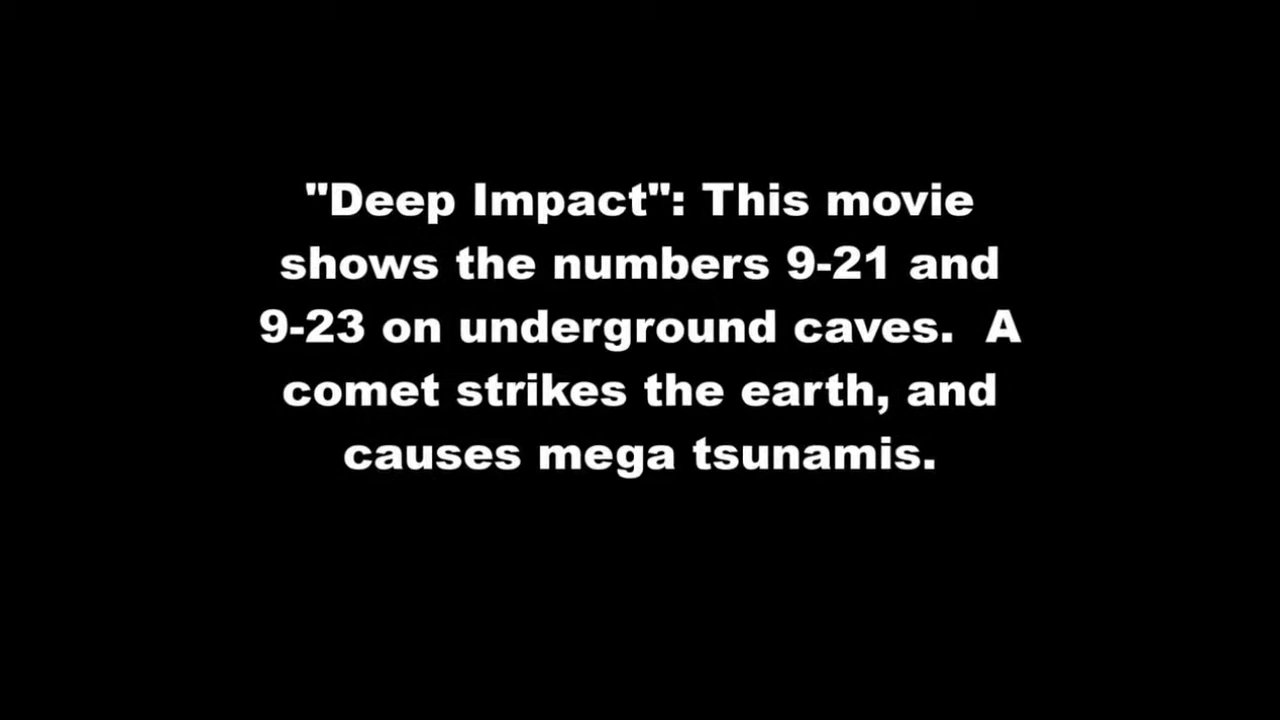 "Deep Impact": This movie
shows the numbers 9-21 and
9-23 on underground caves.  A
comet strikes the earth, and
causes mega tsunamis.